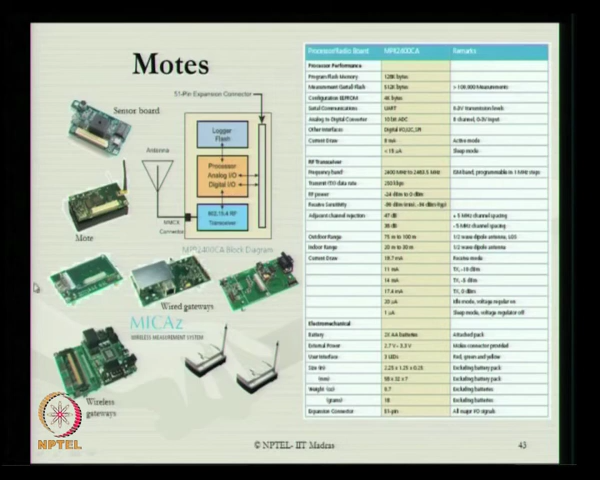 Motes
Sensor board
51-Pin Expansion Connector
Antenna
Logger
Flash
Processor
Analog I/O
Digital I/O
802.15.4 RF
Transceiver
MMCX
Connector
MPR2400CA Block Diagram
Mote
Wired gateways
MICAz
WIRELESS MEASUREMENT SYSTEM
Wireless
gateways
NPTEL
Processor/Radio Board MPR2400CA Remarks
Processor Performance
Program Flash Memory 128K bytes
Measurement (Serial) Flash 512K bytes > 100,000 Measurements
Configuration EEPROM 4K bytes
Serial Communications UART 0-3V transmission levels
Analog to Digital Converter 10 bit ADC 8 channel, 0-3V input
Other Interfaces Digital I/O,I2C,SPI
Current Draw 8 mA Active mode
< 15 μA Sleep mode
RF Transceiver
Frequency band 2400 MHz to 2483.5 MHz ISM band, programmable in 1 MHz steps
Transmit (TX) data rate 250 kbps
RF power -24 dBm to 0 dBm
Receive Sensitivity -90 dBm (min), -94 dBm (typ)
Adjacent channel rejection 47 dB + 5 MHz channel spacing
38 dB - 5 MHz channel spacing
Outdoor Range 75 m to 100 m 1/2 wave dipole antenna, LOS
Indoor Range 20 m to 30 m 1/2 wave dipole antenna
Current Draw 19.7 mA Receive mode
11 mA TX, -10 dBm
14 mA TX, -5 dBm
17.4 mA TX, 0 dBm
20 μA Idle mode, voltage regular on
1 μA Sleep mode, voltage regulator off
Electromechanical
Battery 2X AA batteries Attached pack
External Power 2.7 V - 3.3 V Molex connector provided
User Interface 3 LEDs Red, green and yellow
Size (in) 2.25 x 1.25 x 0.25 Excluding battery pack
(mm) 58 x 32 x 7 Excluding battery pack
Weight (oz) 0.7 Excluding batteries
(grams) 18 Excluding batteries
Expansion Connector 51-pin All major I/O signals
© NPTEL- IIT Madras
43